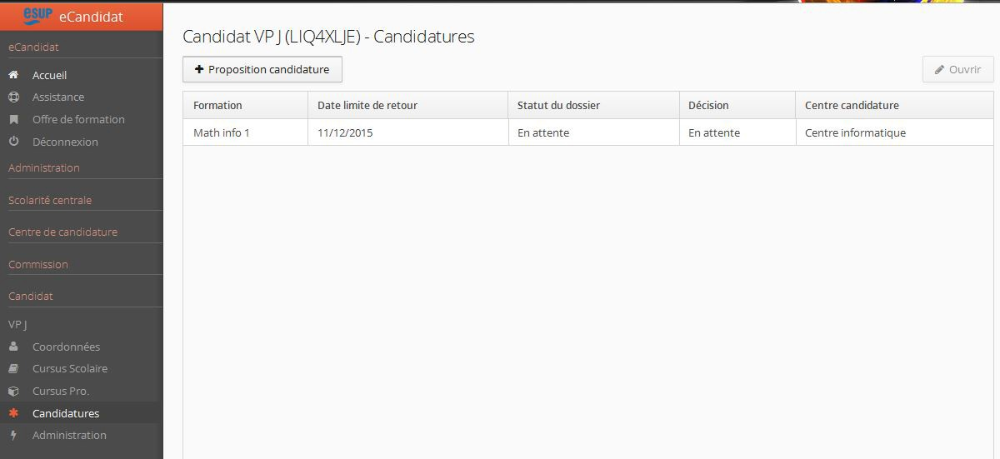 esup eCandidat
eCandidat
Accueil
Assistance
Offre de formation
Déconnexion
Administration
Scolarité centrale
Centre de candidature
Commission
Candidat
VP J
Coordonnées
Cursus Scolaire
Cursus Pro.
Candidatures
Administration
Candidat VP J (LIQ4XLJE) - Candidatures
Proposition candidature
Ouvrir
Formation Date limite de retour Statut du dossier Décision Centre candidature
Math info 1 11/12/2015 En attente En attente Centre informatique